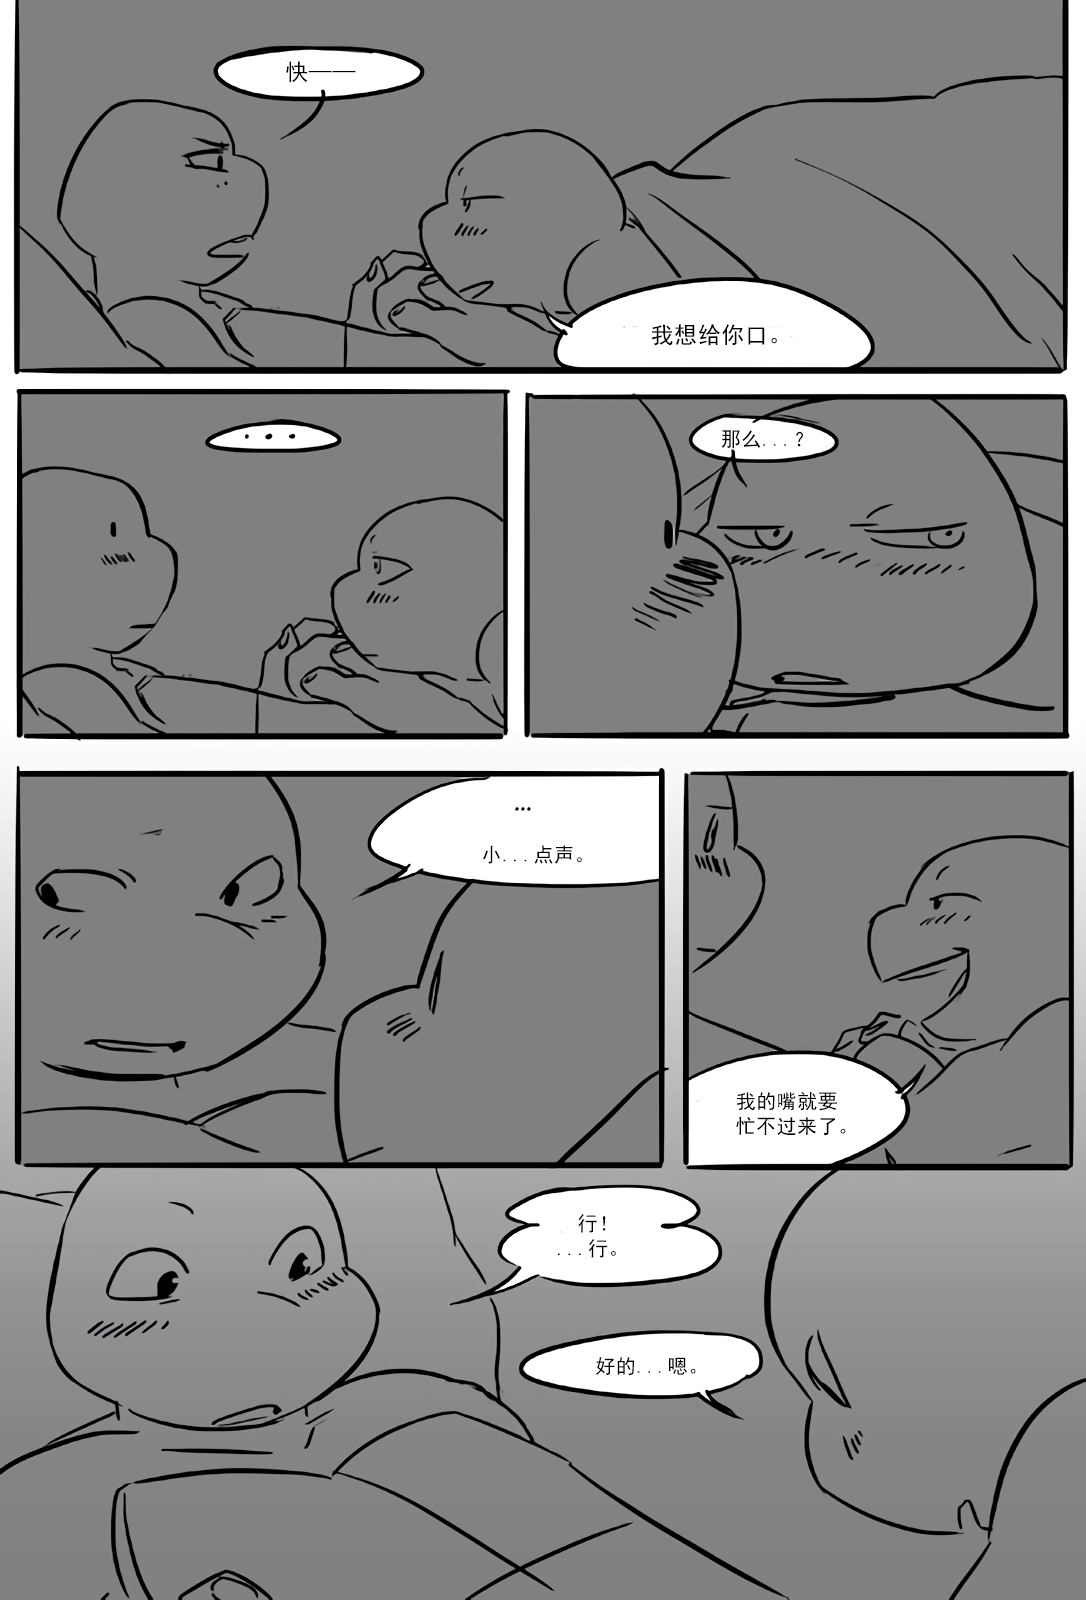 快——
我想给你口。
...
那么...？
...
小...点声。
我的嘴就要
忙不过来了。
行！
...行。
好的...嗯。